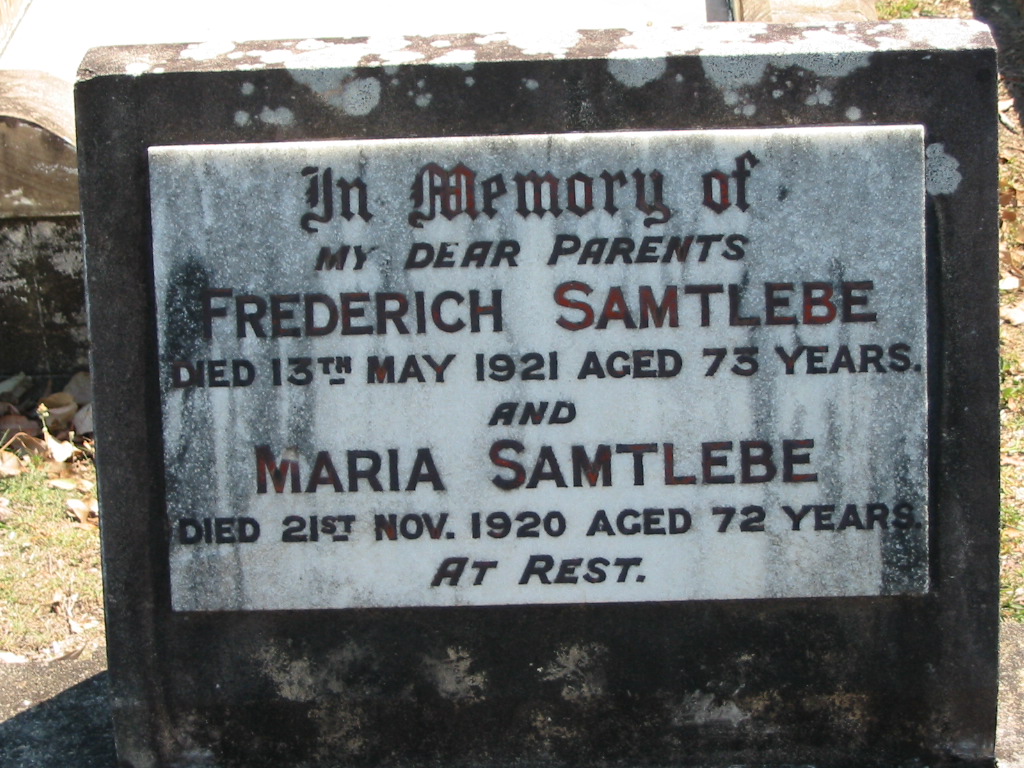 In Memory of
MY DEAR PARENTS
FREDERICH SAMTLEBE
DIED 13TH MAY 1921 AGED 73 YEARS.
AND
MARIA SAMTLEBE
DIED 21ST NOV. 1920 AGED 72 YEARS.
AT REST.